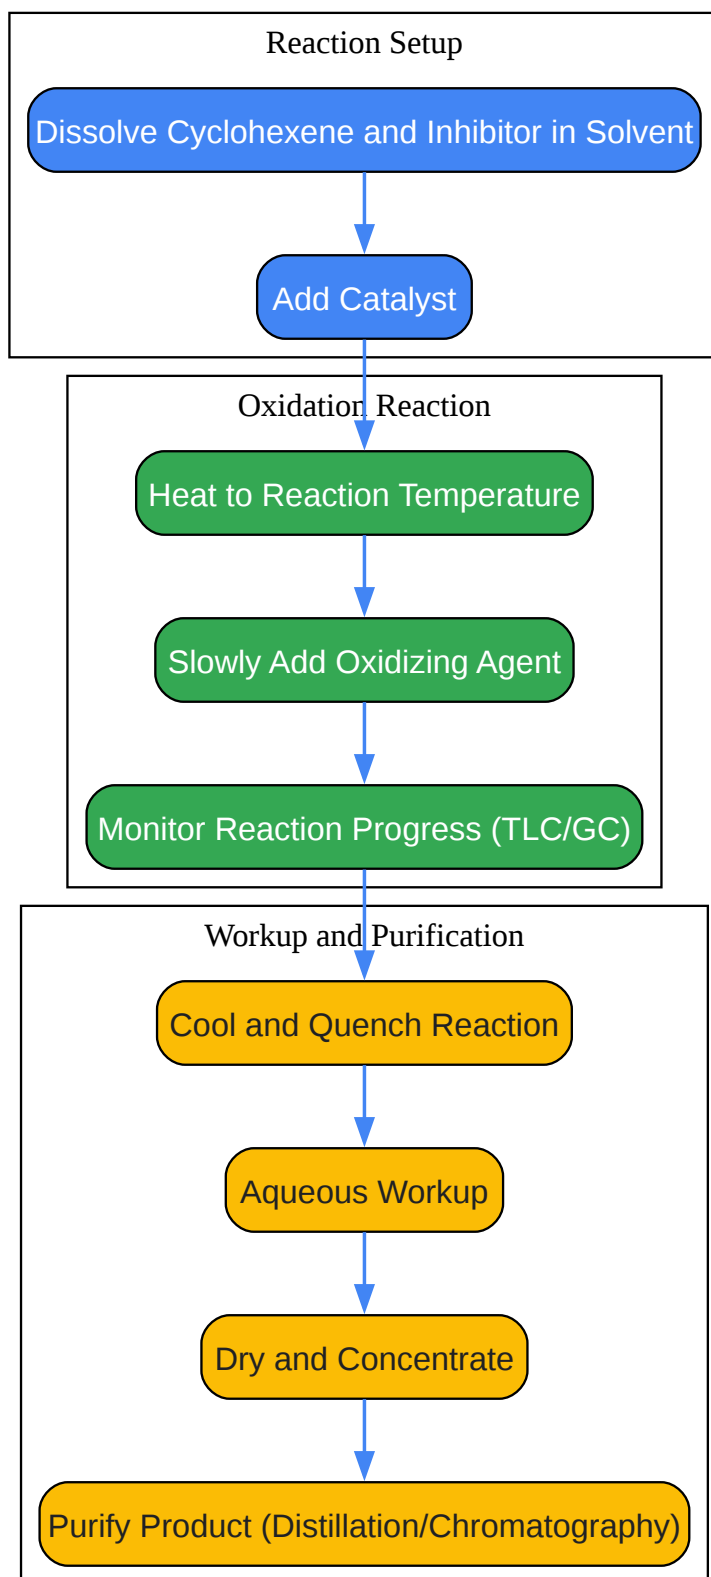 Reaction Setup
Dissolve Cyclohexene and Inhibitor in Solvent
Add Catalyst
Oxidation Reaction
Heat to Reaction Temperature
Slowly Add Oxidizing Agent
Monitor Reaction Progress (TLC/GC)
Workup and Purification
Cool and Quench Reaction
Aqueous Workup
Dry and Concentrate
Purify Product (Distillation/Chromatography)